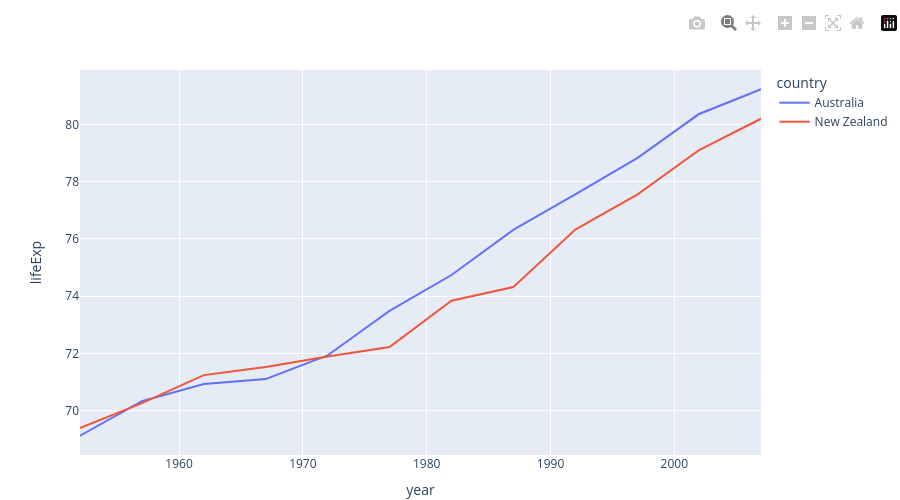 country
Australia
New Zealand
80
78
76
74
72
70
lifeExp
1960 1970 1980 1990 2000
year